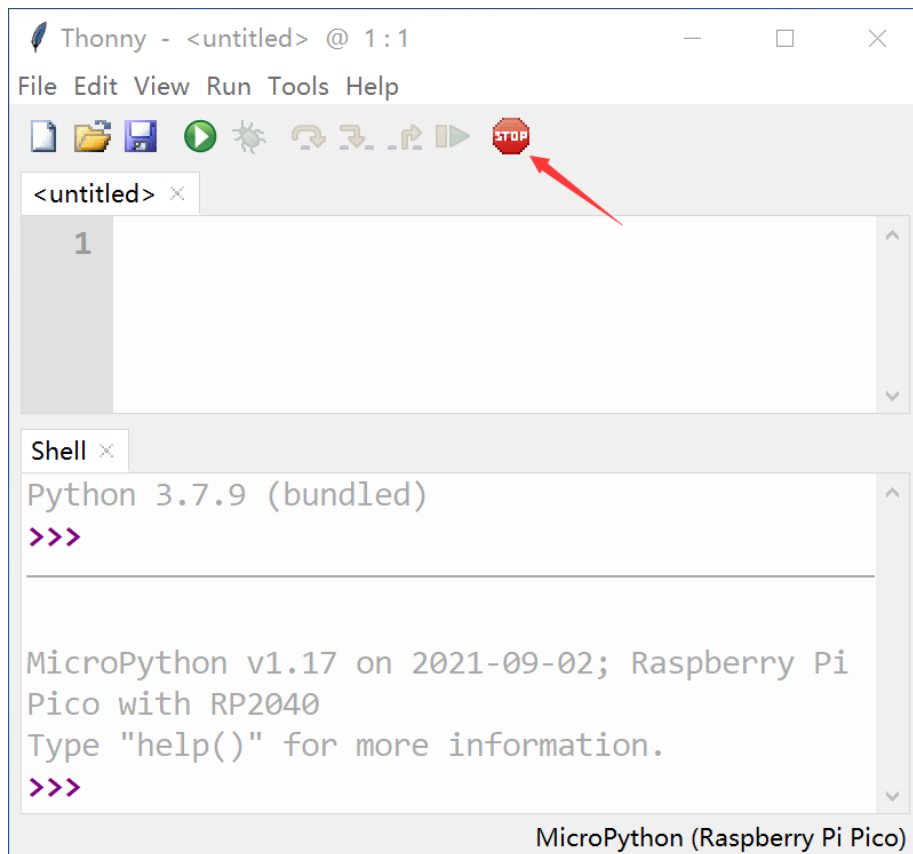 Thonny - <untitled> @ 1:1
File Edit View Run Tools Help
STOP
<untitled>
1
Shell
Python 3.7.9 (bundled)
>>>
MicroPython v1.17 on 2021-09-02; Raspberry Pi
Pico with RP2040
Type "help()" for more information.
>>>
MicroPython (Raspberry Pi Pico)